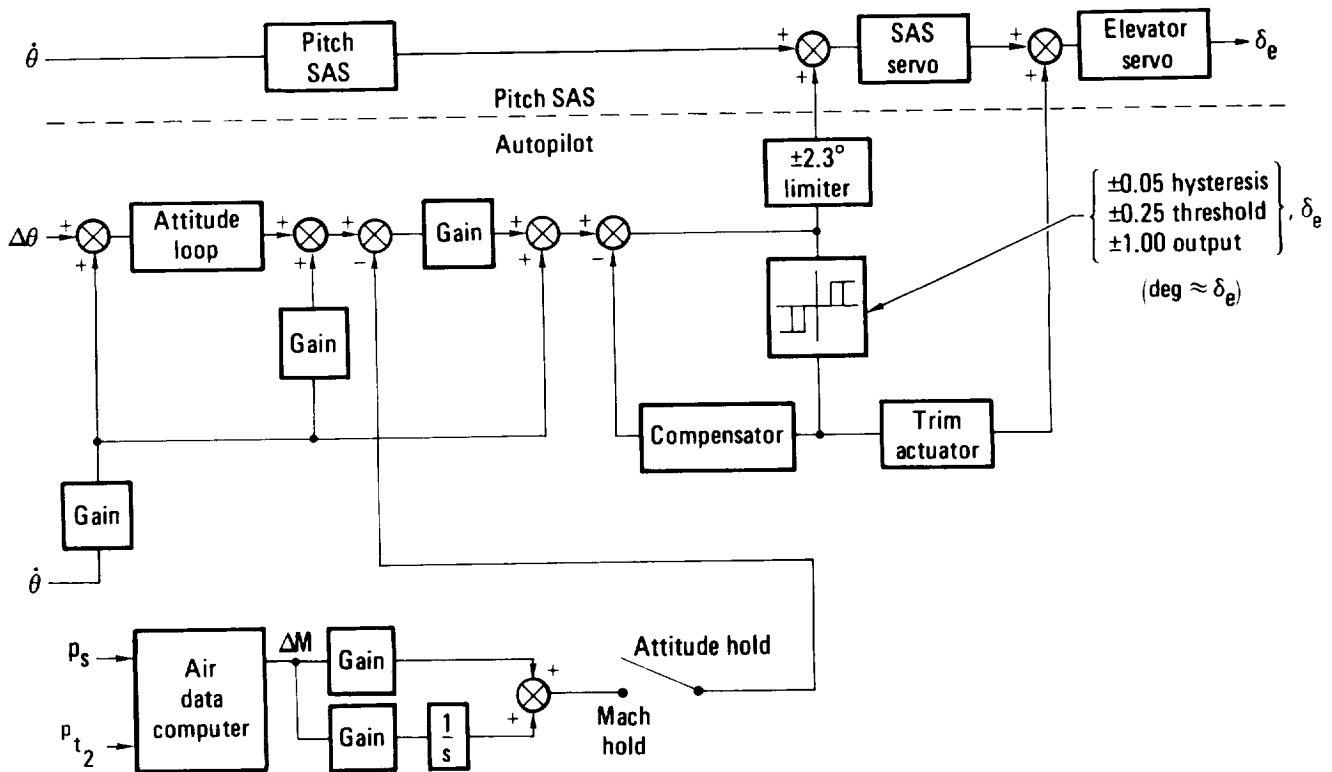 θ̇
Pitch
SAS
+
+
SAS
servo
+
+
Elevator
servo
δe
Pitch SAS
Autopilot
±2.3°
limiter
±0.05 hysteresis
±0.25 threshold
±1.00 output
, δe
(deg ≈ δe)
Δθ
+
+
Attitude
loop
+
+
+
-
Gain
+
+
+
-
Gain
Compensator
Trim
actuator
Gain
θ̇
ps
pt2
Air
data
computer
ΔM
Gain
Gain
1
s
+
+
Attitude hold
Mach
hold